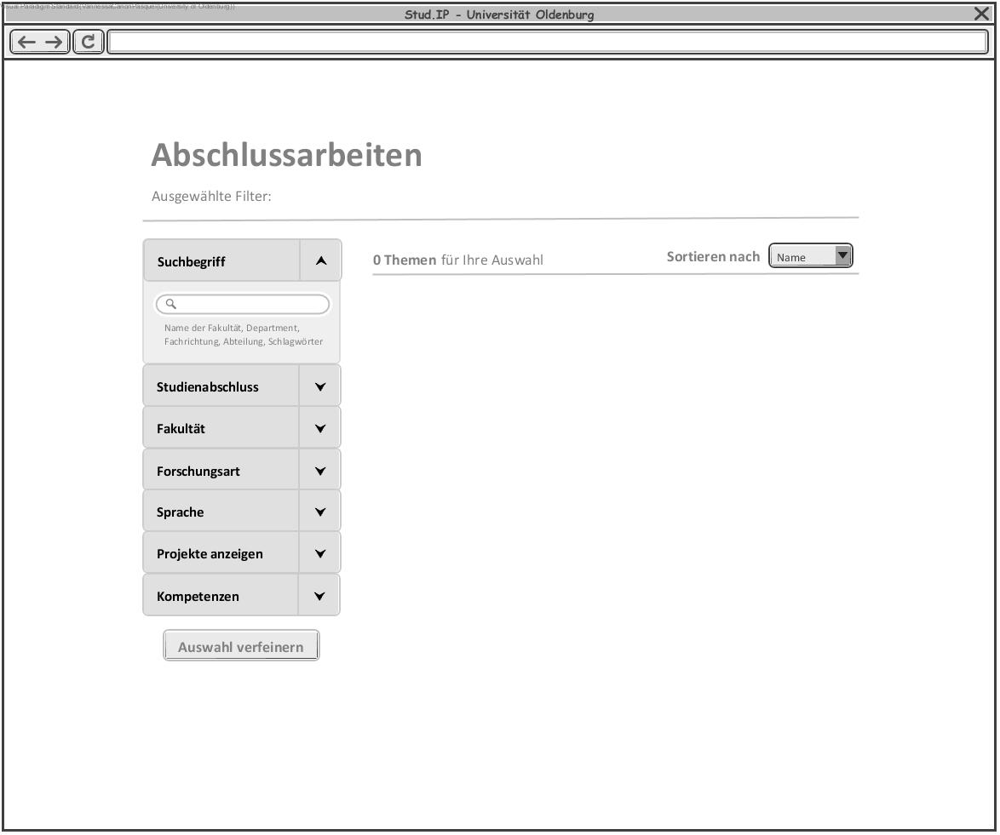 Visual Paradigm Standard(VannessaCanonPasquel(University of Oldenburg))
Stud.IP - Universität Oldenburg
Abschlussarbeiten
Ausgewählte Filter:
Suchbegriff
0 Themen für Ihre Auswahl
Sortieren nach
Name
Name der Fakultät, Department,
Fachrichtung, Abteilung, Schlagwörter
Studienabschluss
Fakultät
Forschungsart
Sprache
Projekte anzeigen
Kompetenzen
Auswahl verfeinern